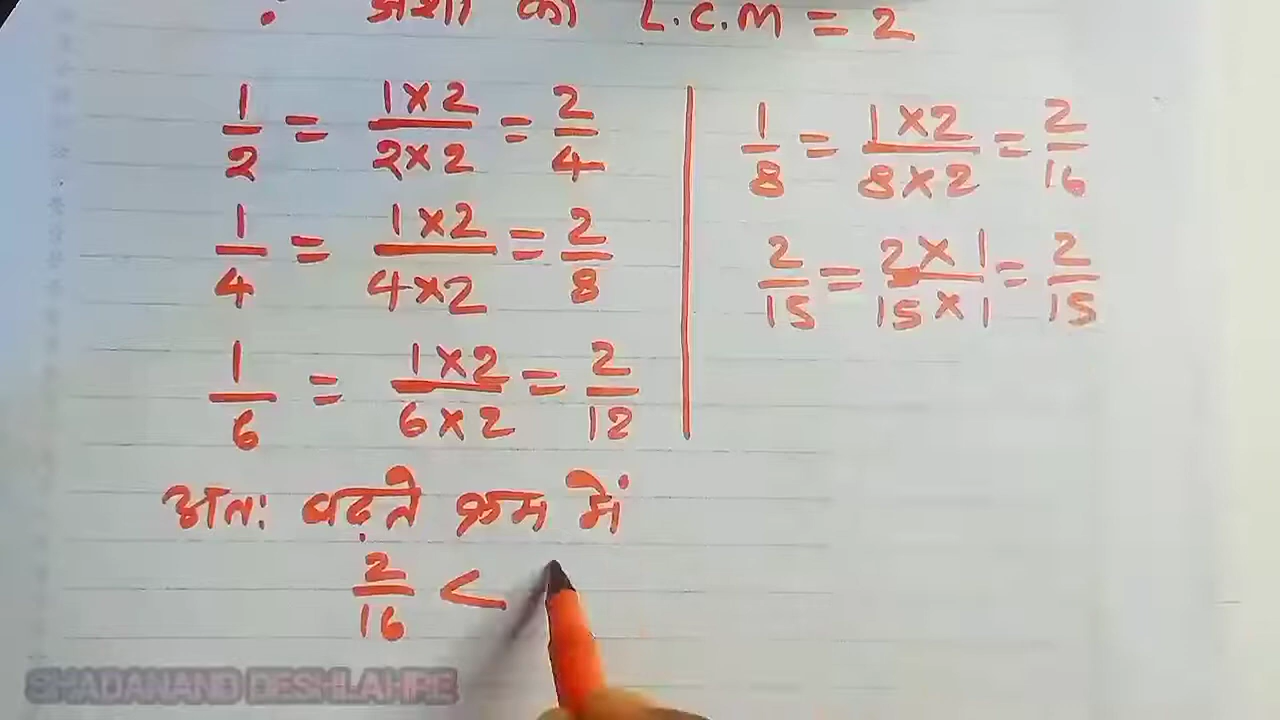 ∴ अंशों का L.C.M = 2
1/2 = 1×2/2×2 = 2/4
1/4 = 1×2/4×2 = 2/8
1/6 = 1×2/6×2 = 2/12
1/8 = 1×2/8×2 = 2/16
2/15 = 2×1/15×1 = 2/15
अतः बढ़ते क्रम में
2/16 <
SHADANAND DESHLAHRE